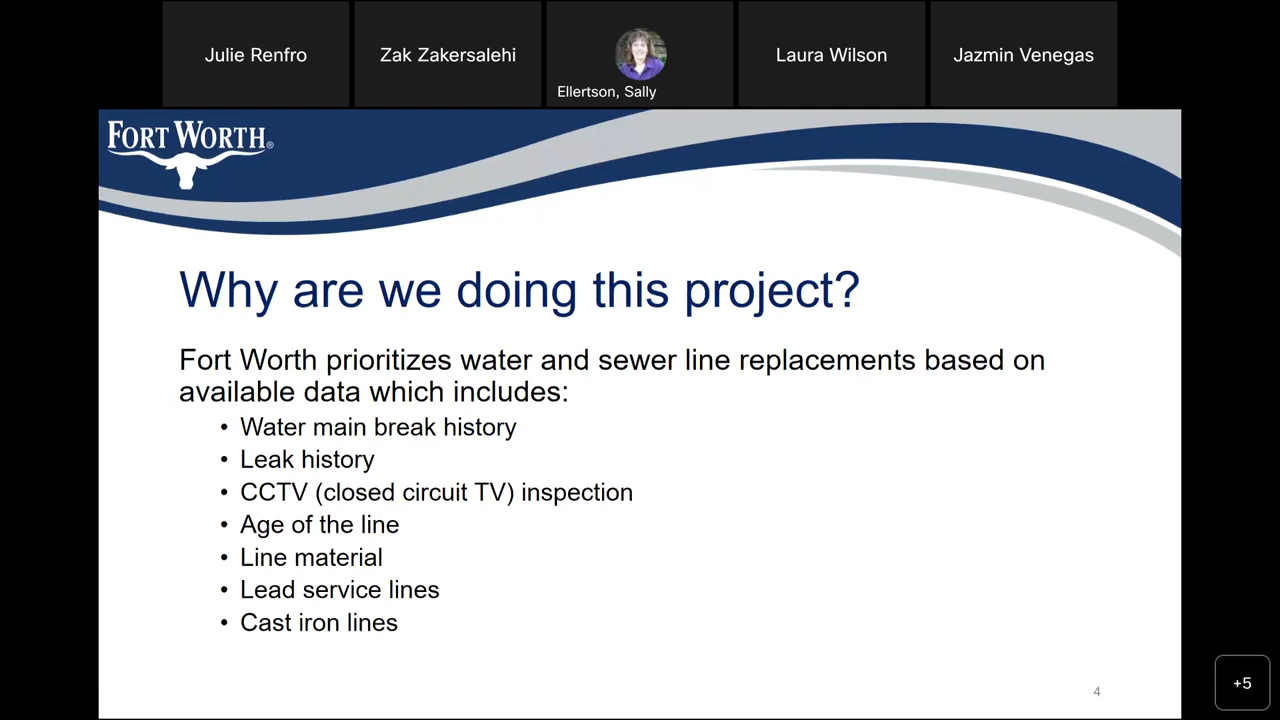 Julie Renfro
Zak Zakersalehi
Ellertson, Sally
Laura Wilson
Jazmin Venegas
FORT WORTH®
Why are we doing this project?
Fort Worth prioritizes water and sewer line replacements based on
available data which includes:
• Water main break history
• Leak history
• CCTV (closed circuit TV) inspection
• Age of the line
• Line material
• Lead service lines
• Cast iron lines
4
+5